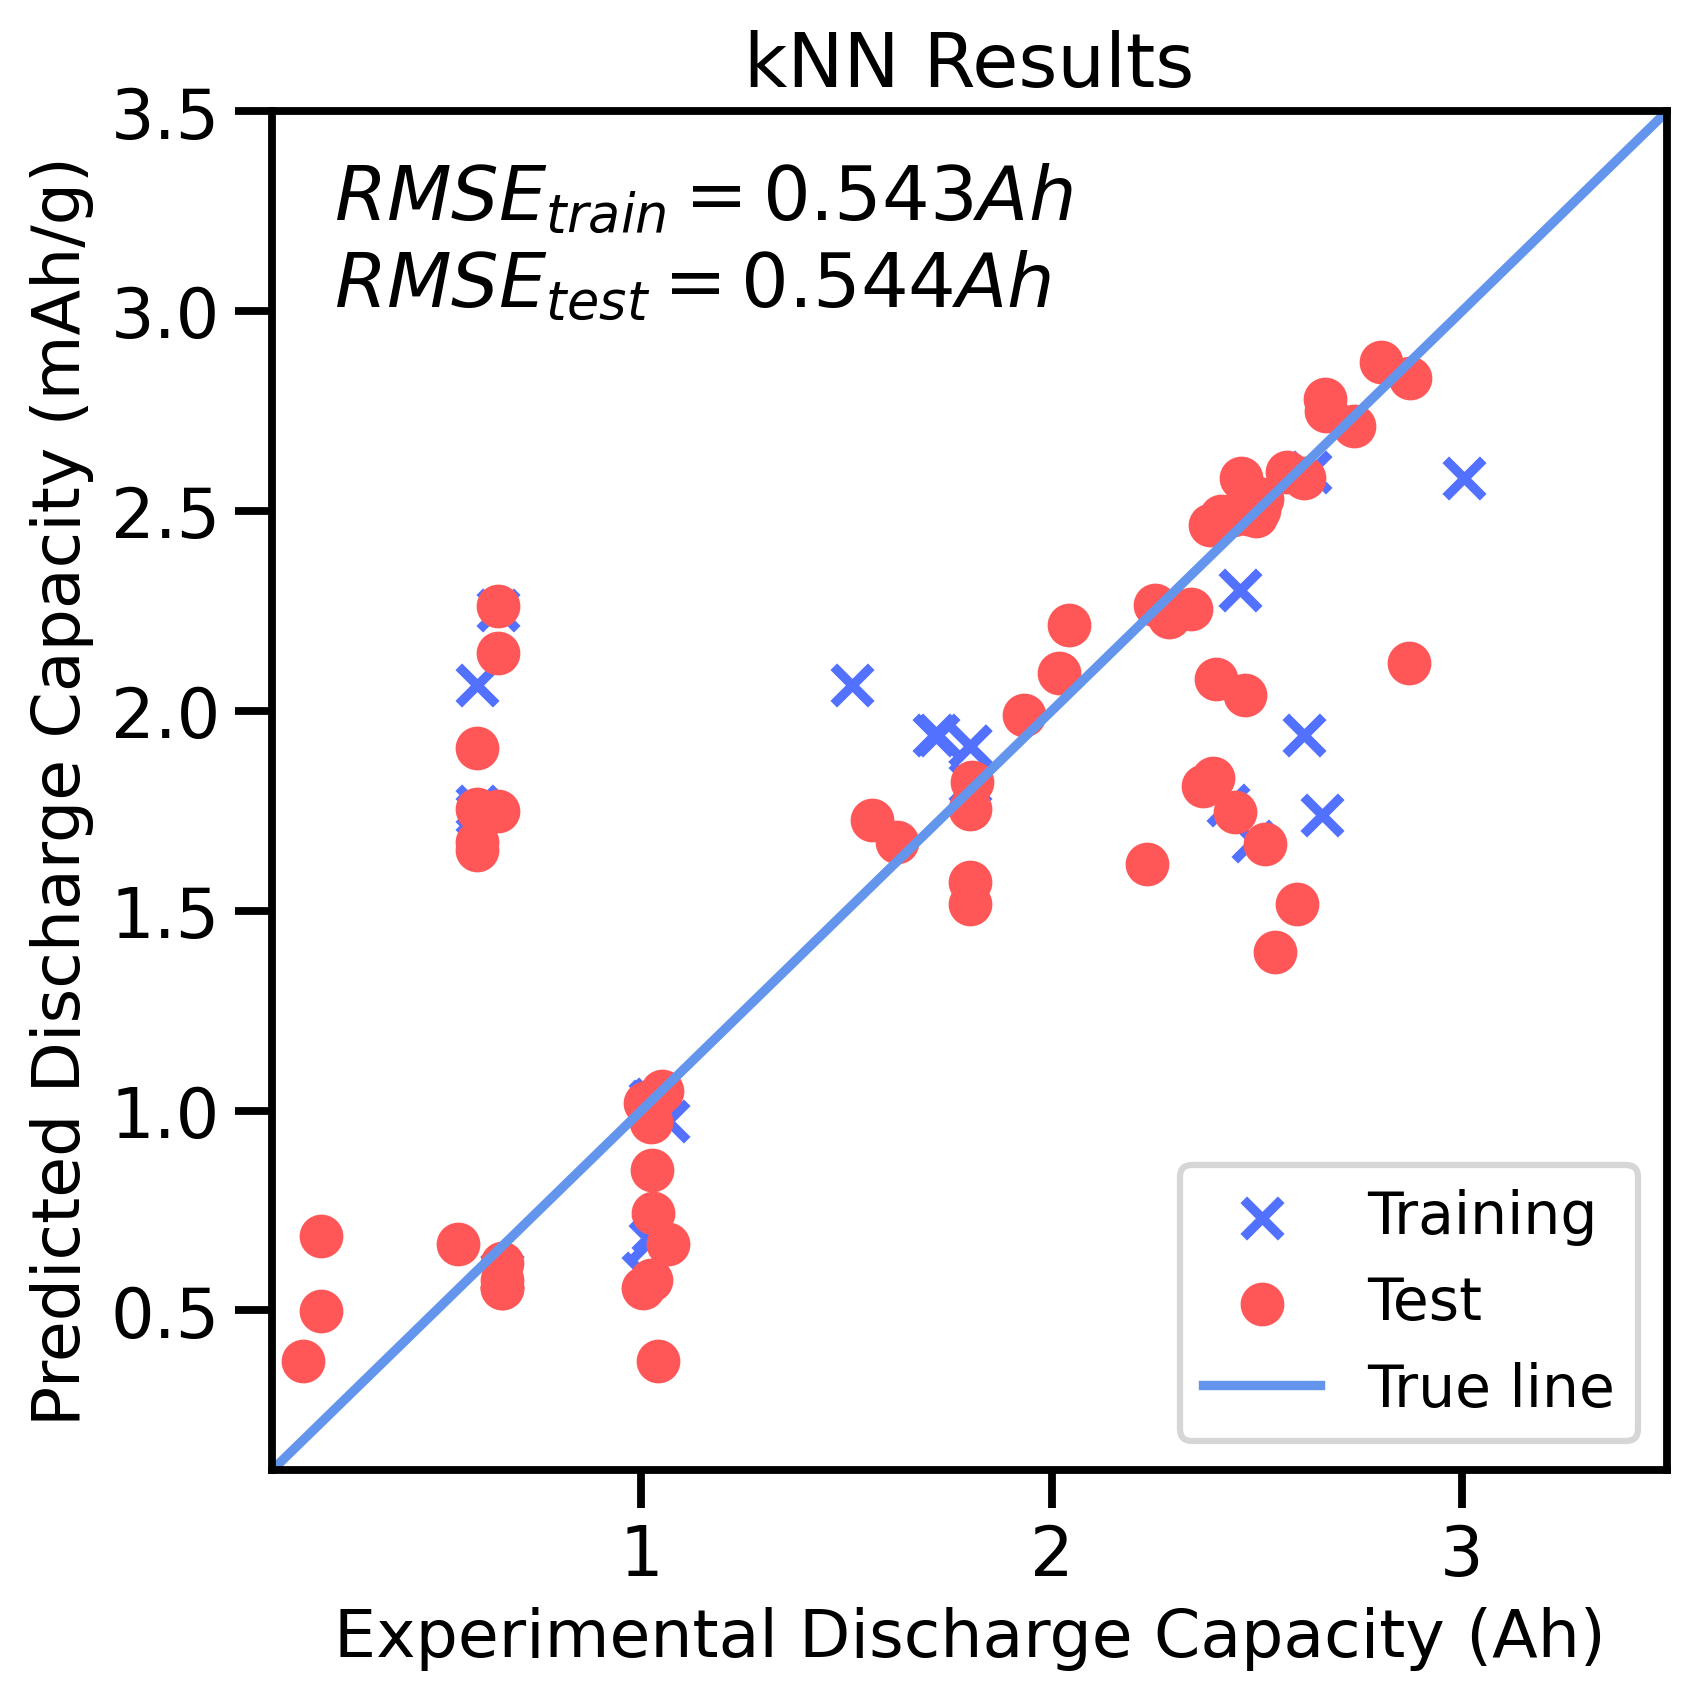 kNN Results
3.5
3.0
2.5
2.0
1.5
1.0
0.5
Predicted Discharge Capacity (mAh/g)
RMSE_train = 0.543Ah
RMSE_test = 0.544Ah
Training
Test
True line
1 2 3
Experimental Discharge Capacity (Ah)